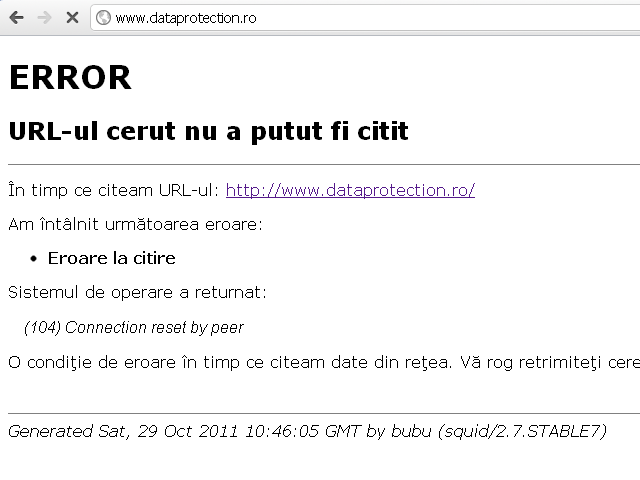 www.dataprotection.ro
ERROR
URL-ul cerut nu a putut fi citit
În timp ce citeam URL-ul: http://www.dataprotection.ro/
Am întâlnit următoarea eroare:
• Eroare la citire
Sistemul de operare a returnat:
(104) Connection reset by peer
O condiţie de eroare în timp ce citeam date din reţea. Vă rog retrimiteţi cere
Generated Sat, 29 Oct 2011 10:46:05 GMT by bubu (squid/2.7.STABLE7)